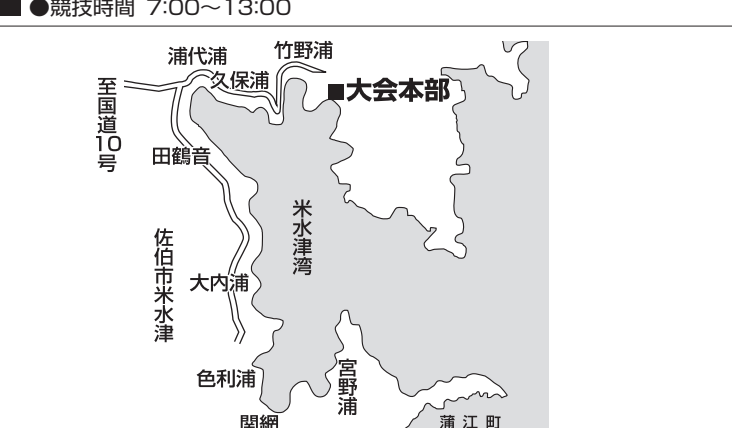 ■ ●競技時間 7:00〜13:00
竹野浦
浦代浦
久保浦
■大会本部
至国道10号
田鶴音
米水津湾
佐伯市米水津
大内浦
色利浦
宮野浦
関網
蒲江町